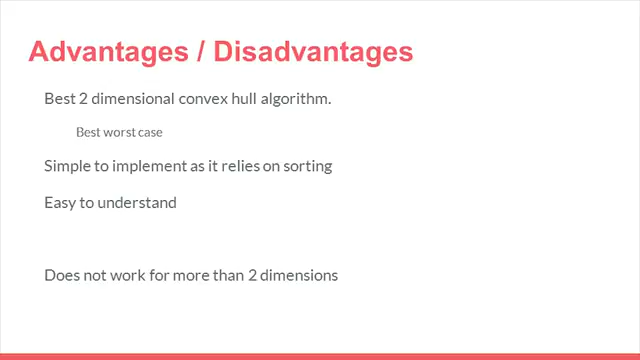 Advantages / Disadvantages
Best 2 dimensional convex hull algorithm.
Best worst case
Simple to implement as it relies on sorting
Easy to understand
Does not work for more than 2 dimensions